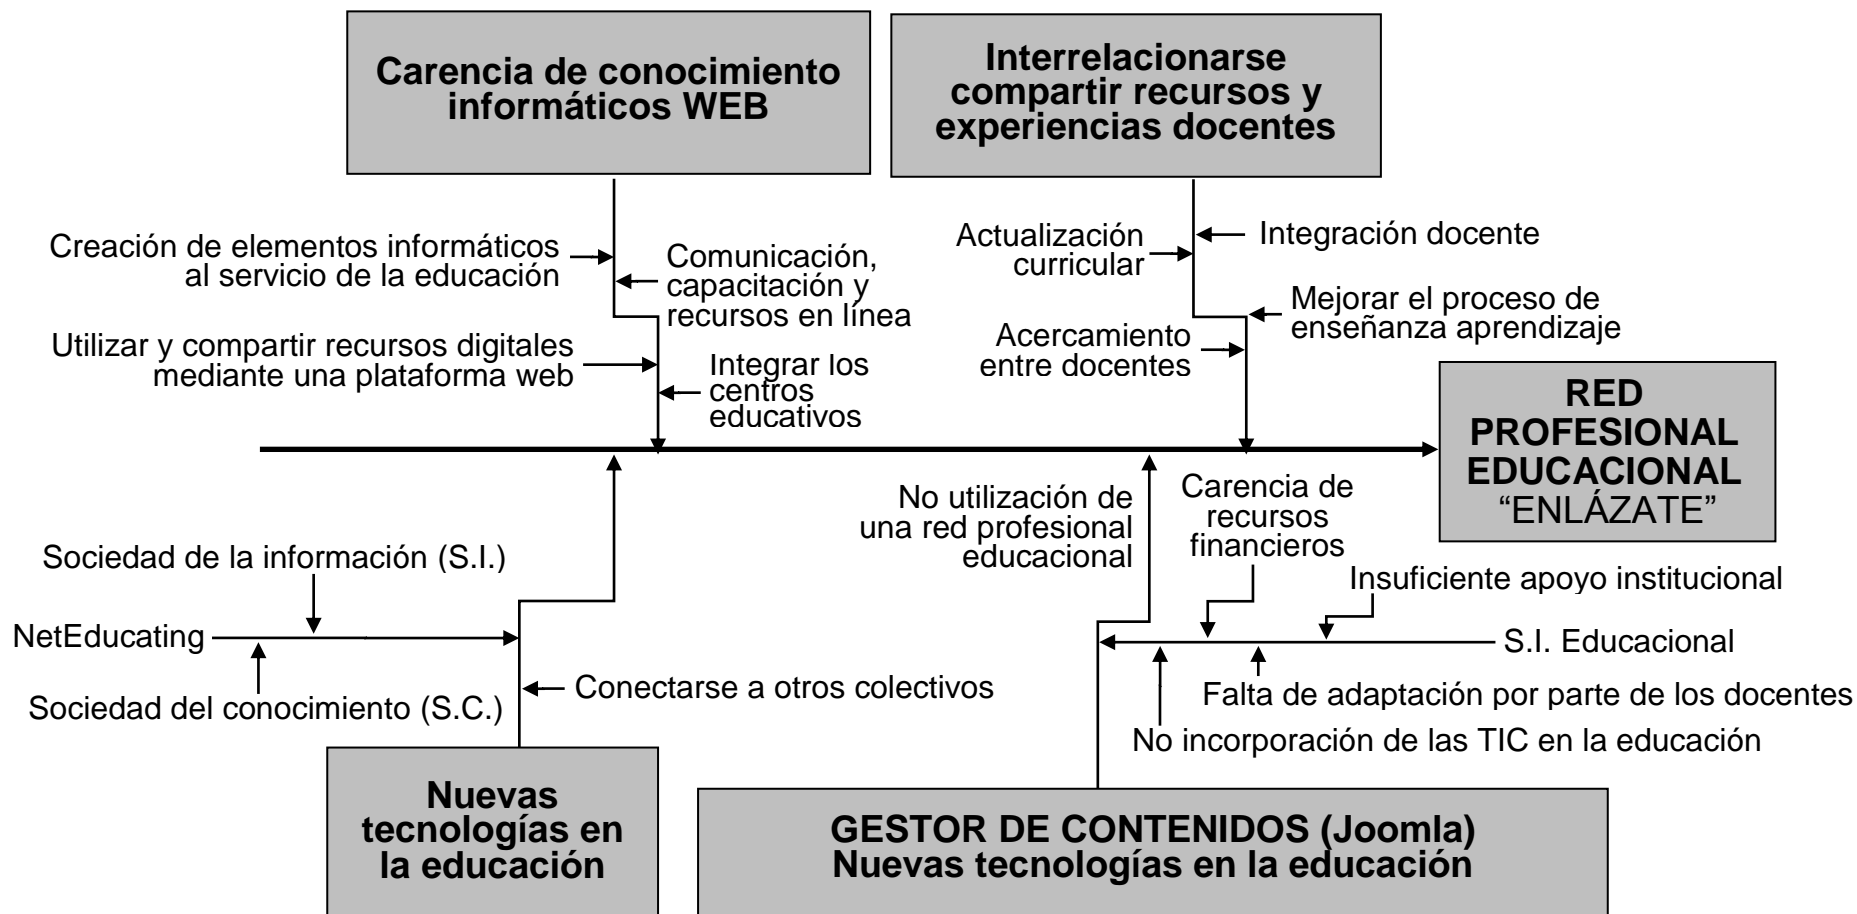 Carencia de conocimiento
informáticos WEB
Interrelacionarse
compartir recursos y
experiencias docentes
Creación de elementos informáticos
al servicio de la educación
Comunicación,
capacitación y
recursos en línea
Utilizar y compartir recursos digitales
mediante una plataforma web
Integrar los
centros
educativos
Actualización
curricular
Integración docente
Mejorar el proceso de
enseñanza aprendizaje
Acercamiento
entre docentes
RED
PROFESIONAL
EDUCACIONAL
“ENLÁZATE”
Sociedad de la información (S.I.)
NetEducating
Sociedad del conocimiento (S.C.)
Conectarse a otros colectivos
No utilización de
una red profesional
educacional
Carencia de
recursos
financieros
Insuficiente apoyo institucional
S.I. Educacional
Falta de adaptación por parte de los docentes
No incorporación de las TIC en la educación
Nuevas
tecnologías en
la educación
GESTOR DE CONTENIDOS (Joomla)
Nuevas tecnologías en la educación